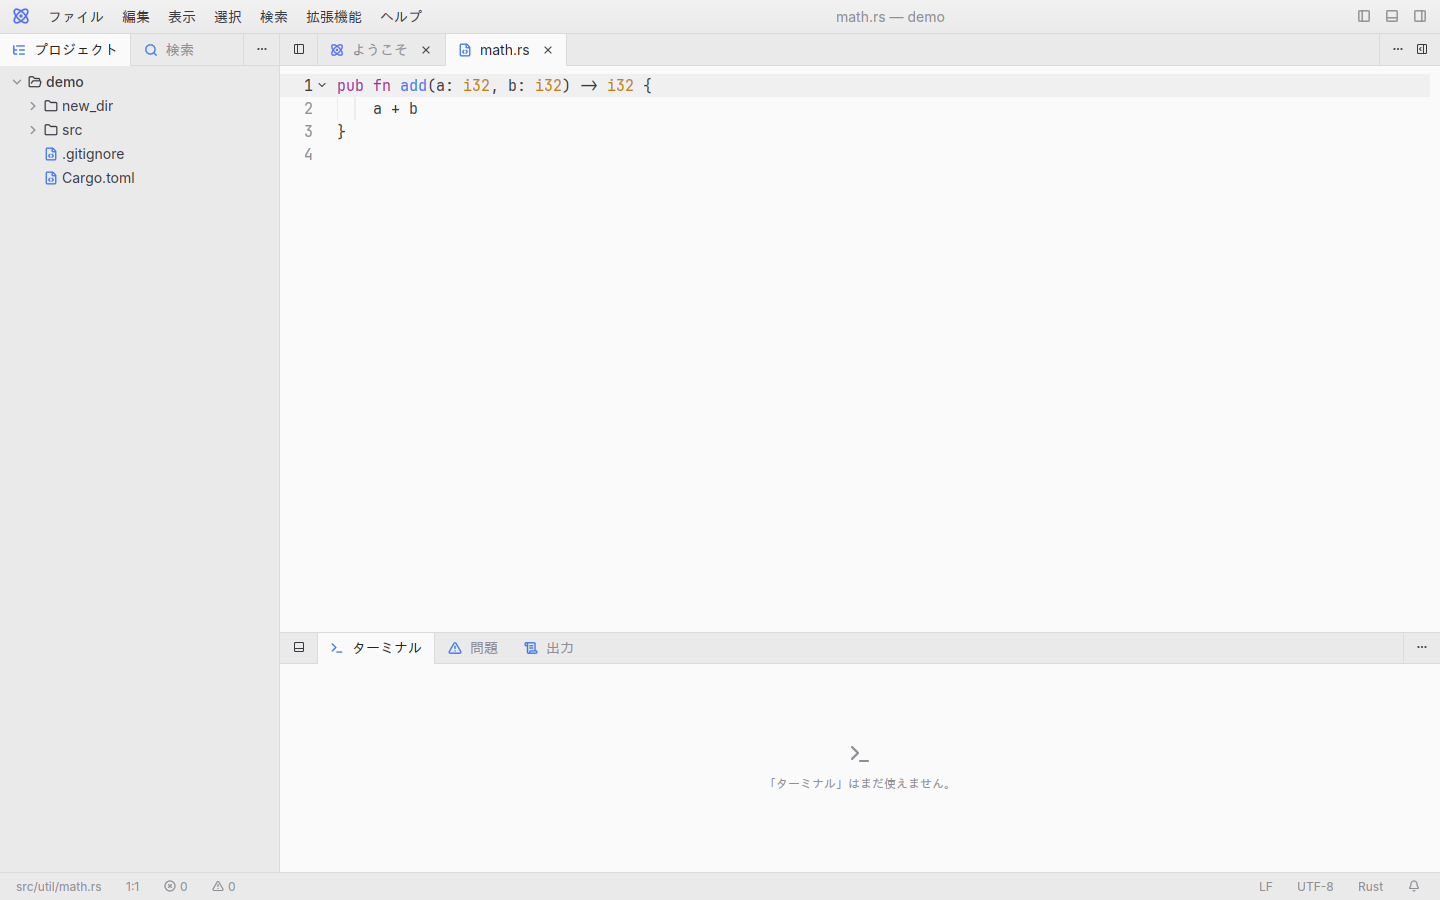 ファイル 編集 表示 選択 検索 拡張機能 ヘルプ math.rs — demo
プロジェクト 検索 ようこそ math.rs
demo
new_dir
src
.gitignore
Cargo.toml
1 pub fn add(a: i32, b: i32) -> i32 {
2 a + b
3 }
4
ターミナル 問題 出力
「ターミナル」はまだ使えません。
src/util/math.rs 1:1 0 0 LF UTF-8 Rust